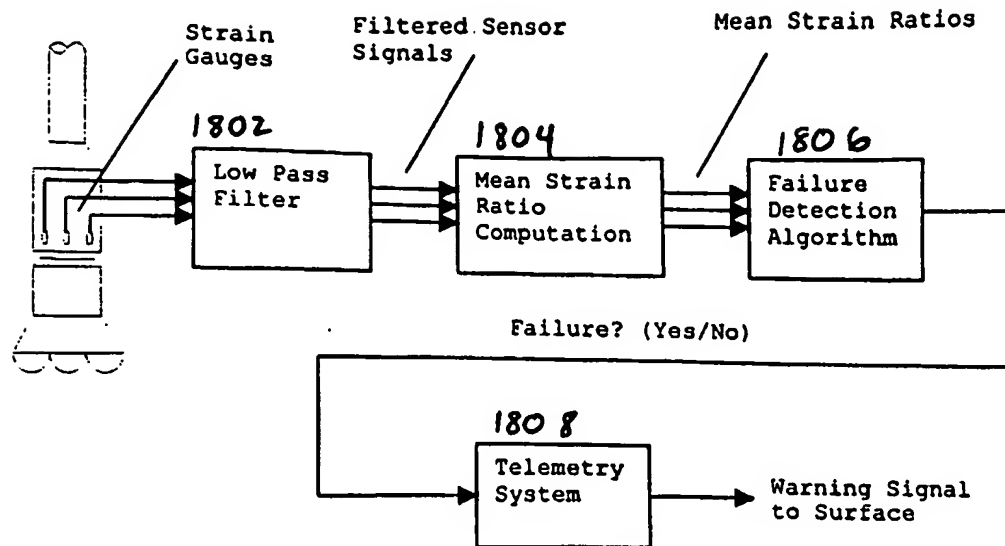 Strain
Gauges
Filtered Sensor
Signals
Mean Strain Ratios
1802
Low Pass
Filter
1804
Mean Strain
Ratio
Computation
1806
Failure
Detection
Algorithm
Failure? (Yes/No)
1808
Telemetry
System
Warning Signal
to Surface